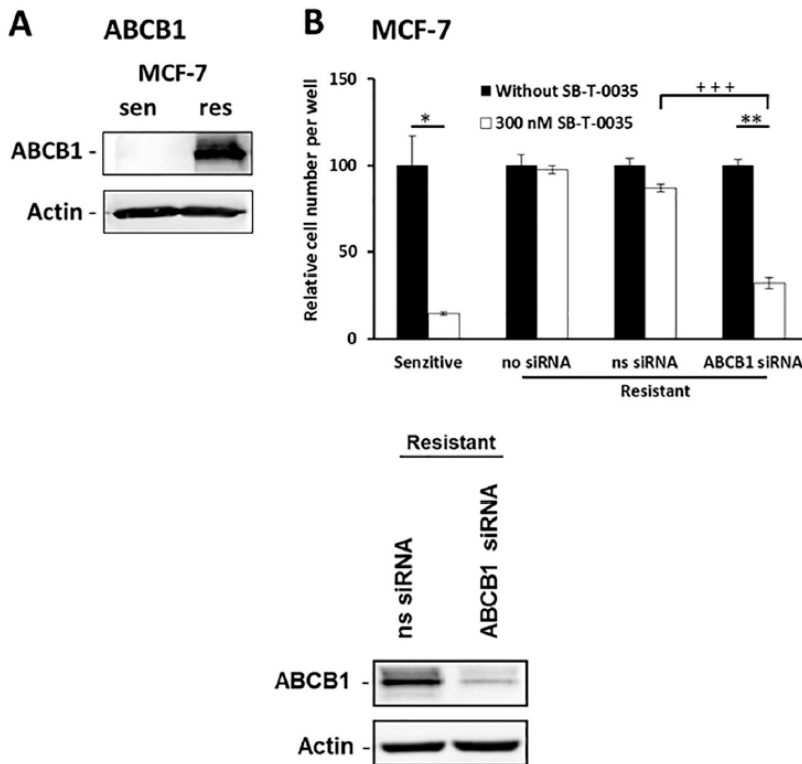 A ABCB1
MCF-7
sen res
ABCB1 -
Actin -
B MCF-7
Relative cell number per well
150
100
50
0
Without SB-T-0035
300 nM SB-T-0035
*
+++
**
Senzitive no siRNA ns siRNA ABCB1 siRNA
Resistant
Resistant
ns siRNA
ABCB1 siRNA
ABCB1 -
Actin -